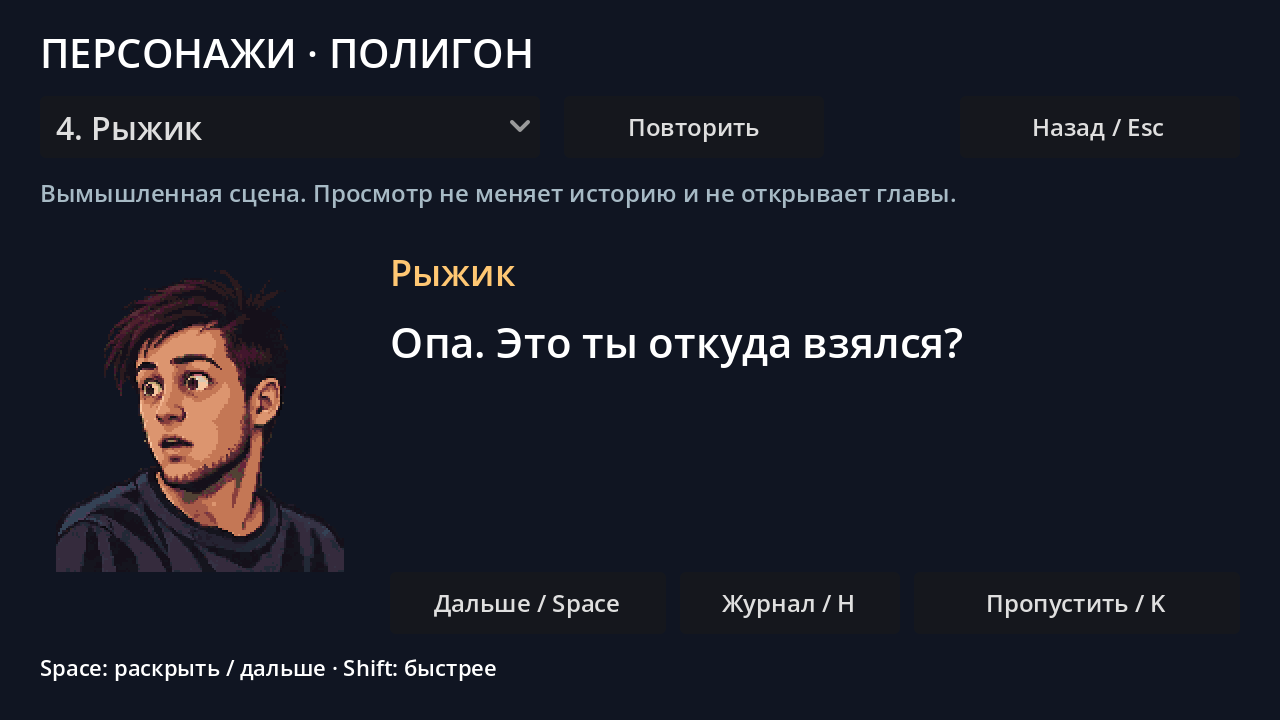 ПЕРСОНАЖИ · ПОЛИГОН
4. Рыжик
Повторить
Назад / Esc
Вымышленная сцена. Просмотр не меняет историю и не открывает главы.
Рыжик
Опа. Это ты откуда взялся?
Дальше / Space
Журнал / H
Пропустить / K
Space: раскрыть / дальше · Shift: быстрее